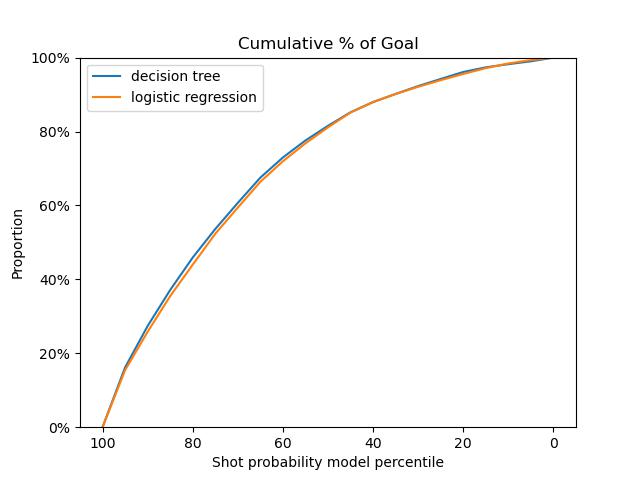 Cumulative % of Goal
100%
80%
60%
40%
20%
0%
Proportion
decision tree
logistic regression
100 80 60 40 20 0
Shot probability model percentile